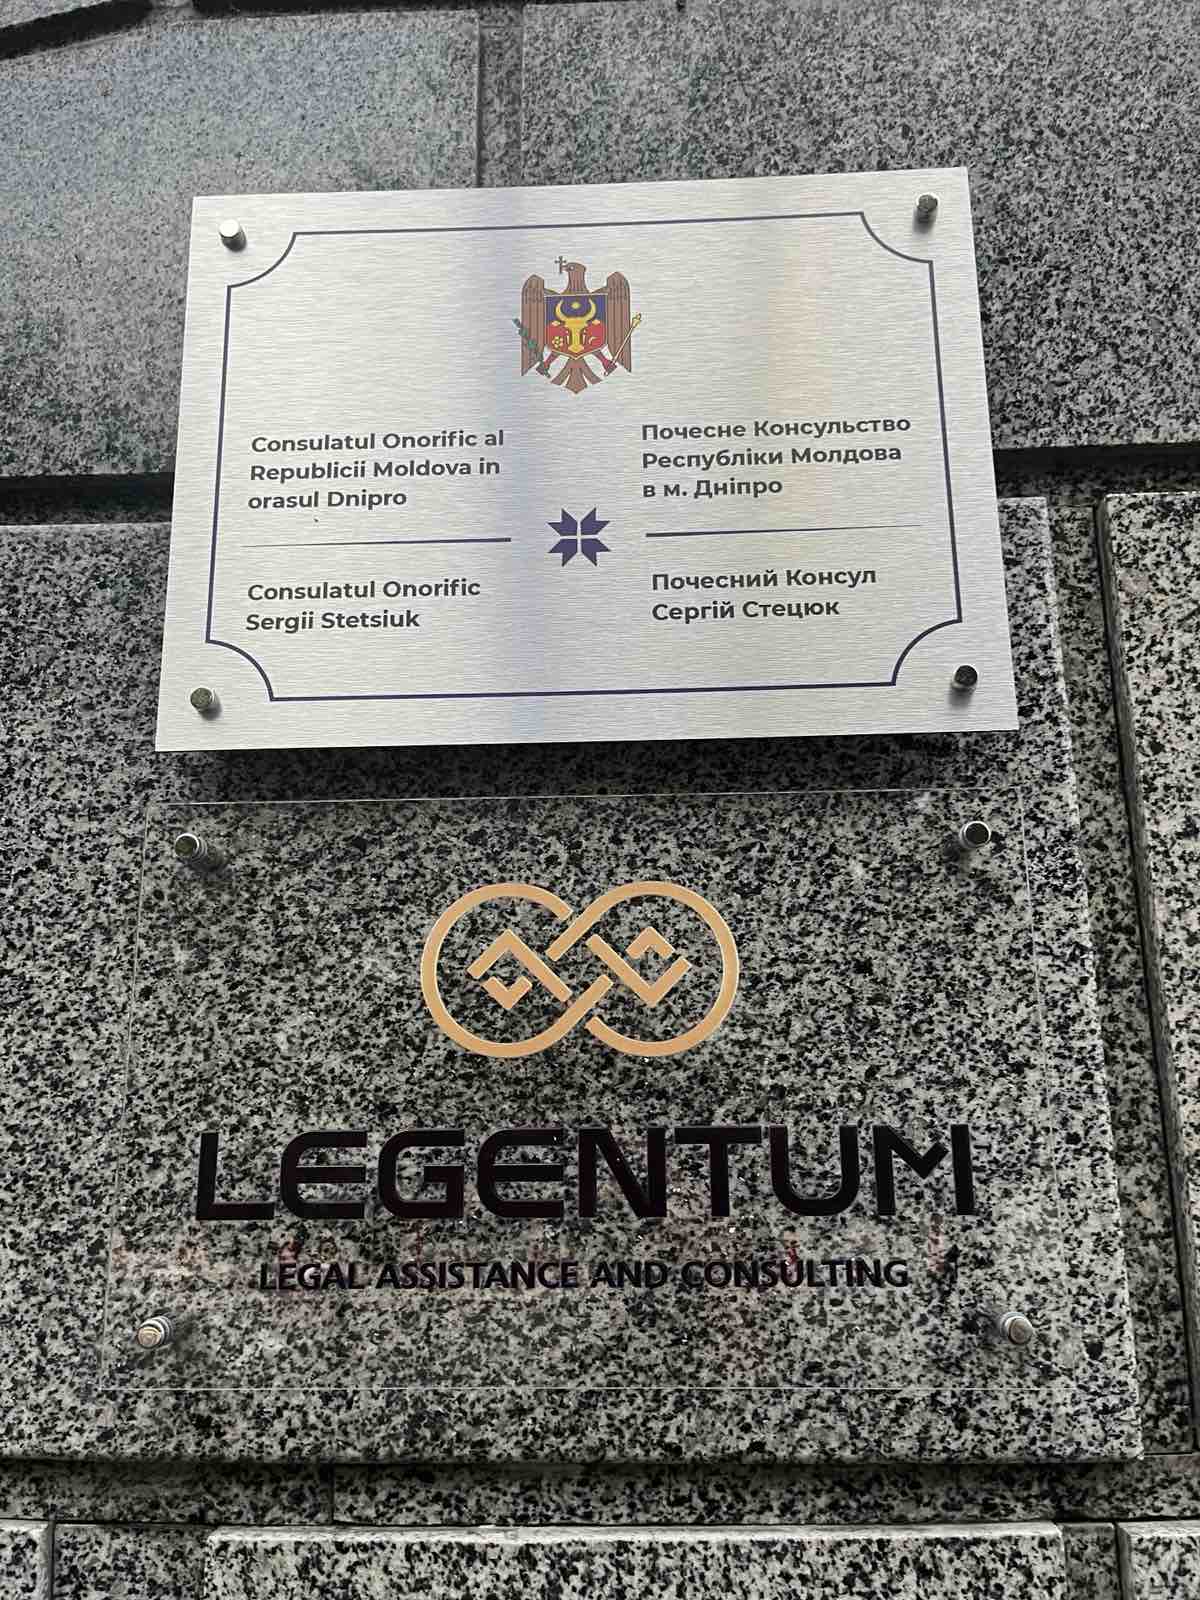 Consulatul Onorific al
Republicii Moldova in
orasul Dnipro
Consulatul Onorific
Sergii Stetsiuk
Почесне Консульство
Республіки Молдова
в м. Дніпро
Почесний Консул
Сергій Стецюк
LEGENTUM
LEGAL ASSISTANCE AND CONSULTING